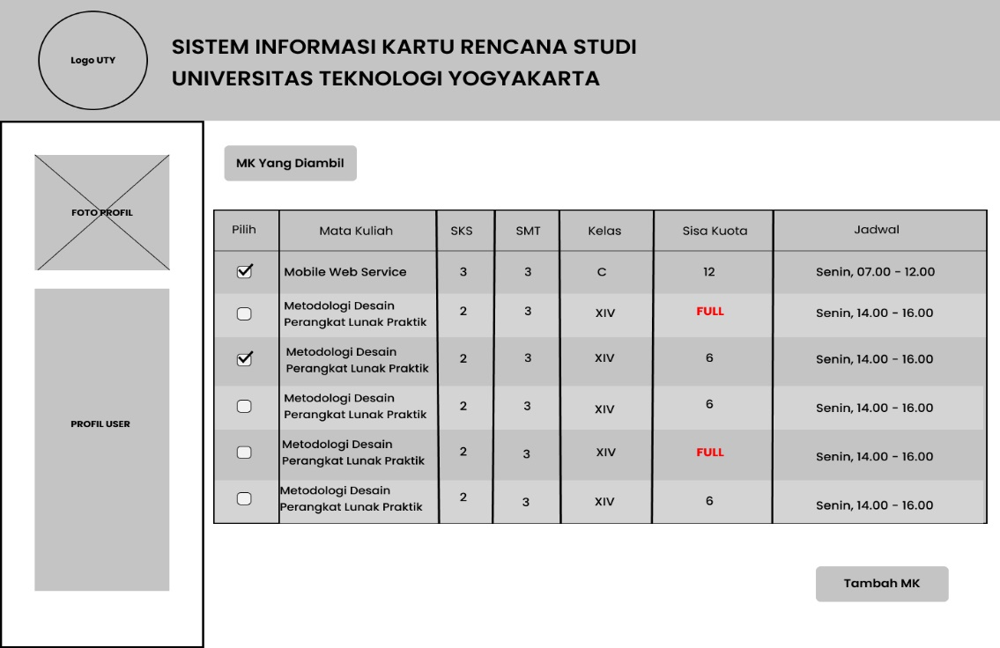 Logo UTY
SISTEM INFORMASI KARTU RENCANA STUDI
UNIVERSITAS TEKNOLOGI YOGYAKARTA
FOTO PROFIL
PROFIL USER
MK Yang Diambil
Pilih Mata Kuliah SKS SMT Kelas Sisa Kuota Jadwal
Mobile Web Service 3 3 C 12 Senin, 07.00 - 12.00
Metodologi Desain
Perangkat Lunak Praktik 2 3 XIV FULL Senin, 14.00 - 16.00
Metodologi Desain
Perangkat Lunak Praktik 2 3 XIV 6 Senin, 14.00 - 16.00
Metodologi Desain
Perangkat Lunak Praktik 2 3 XIV 6 Senin, 14.00 - 16.00
Metodologi Desain
Perangkat Lunak Praktik 2 3 XIV FULL Senin, 14.00 - 16.00
Metodologi Desain
Perangkat Lunak Praktik 2 3 XIV 6 Senin, 14.00 - 16.00
Tambah MK